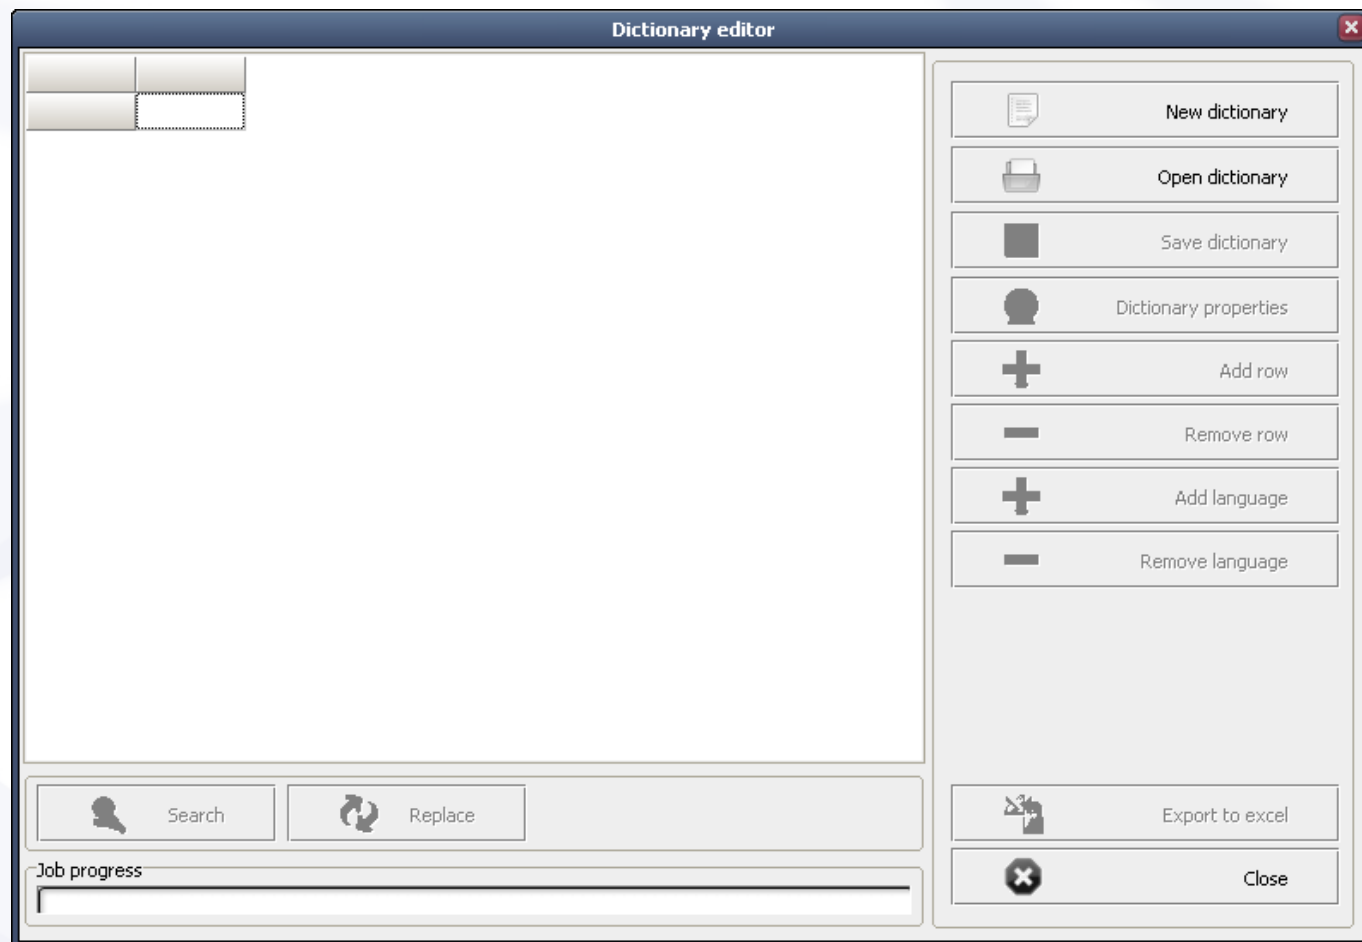 Dictionary editor
New dictionary
Open dictionary
Save dictionary
Dictionary properties
Add row
Remove row
Add language
Remove language
Search
Replace
Export to excel
Job progress
Close